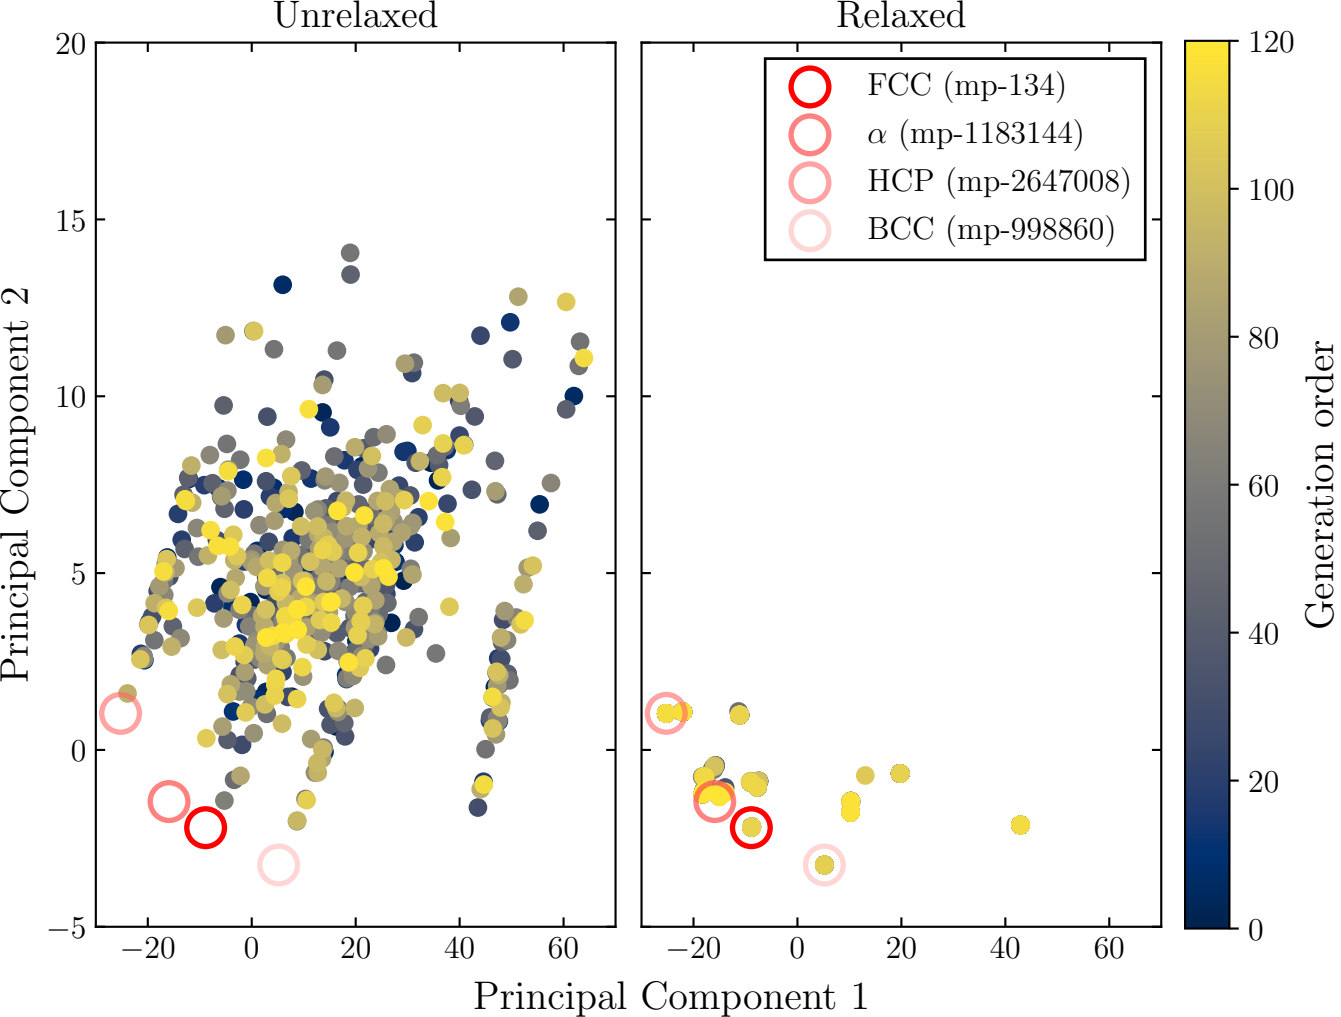 Unrelaxed
Relaxed
20
15
10
5
0
−5
Principal Component 2
−20 0 20 40 60
−20 0 20 40 60
Principal Component 1
FCC (mp-134)
α (mp-1183144)
HCP (mp-2647008)
BCC (mp-998860)
120
100
80
60
40
20
0
Generation order